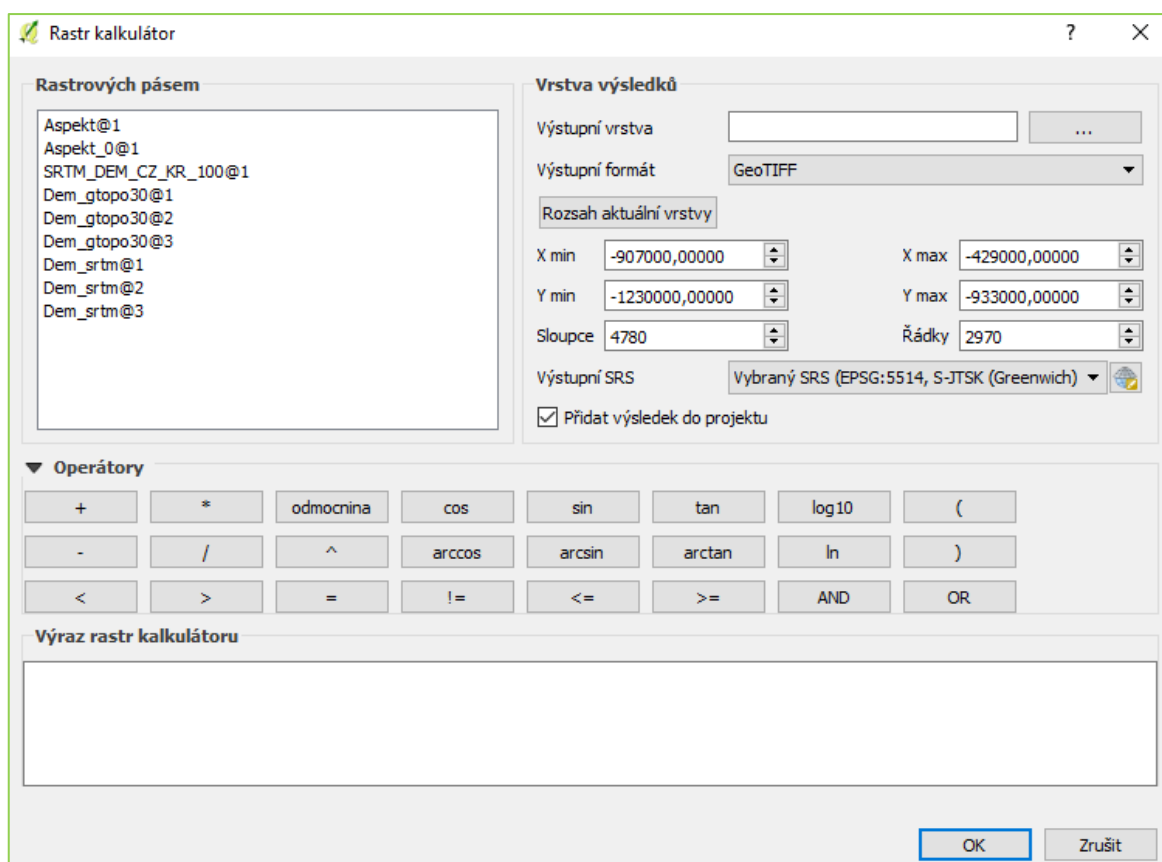 Rastr kalkulátor
?
Rastrových pásem
Aspekt@1
Aspekt_0@1
SRTM_DEM_CZ_KR_100@1
Dem_gtopo30@1
Dem_gtopo30@2
Dem_gtopo30@3
Dem_srtm@1
Dem_srtm@2
Dem_srtm@3
Vrstva výsledků
Výstupní vrstva
...
Výstupní formát GeoTIFF
Rozsah aktuální vrstvy
X min -907000,00000 X max -429000,00000
Y min -1230000,00000 Y max -933000,00000
Sloupce 4780 Řádky 2970
Výstupní SRS Vybraný SRS (EPSG:5514, S-JTSK (Greenwich)
Přidat výsledek do projektu
Operátory
+ * odmocnina cos sin tan log10 (
- / ^ arccos arcsin arctan ln )
< > = != <= >= AND OR
Výraz rastr kalkulátoru
OK Zrušit